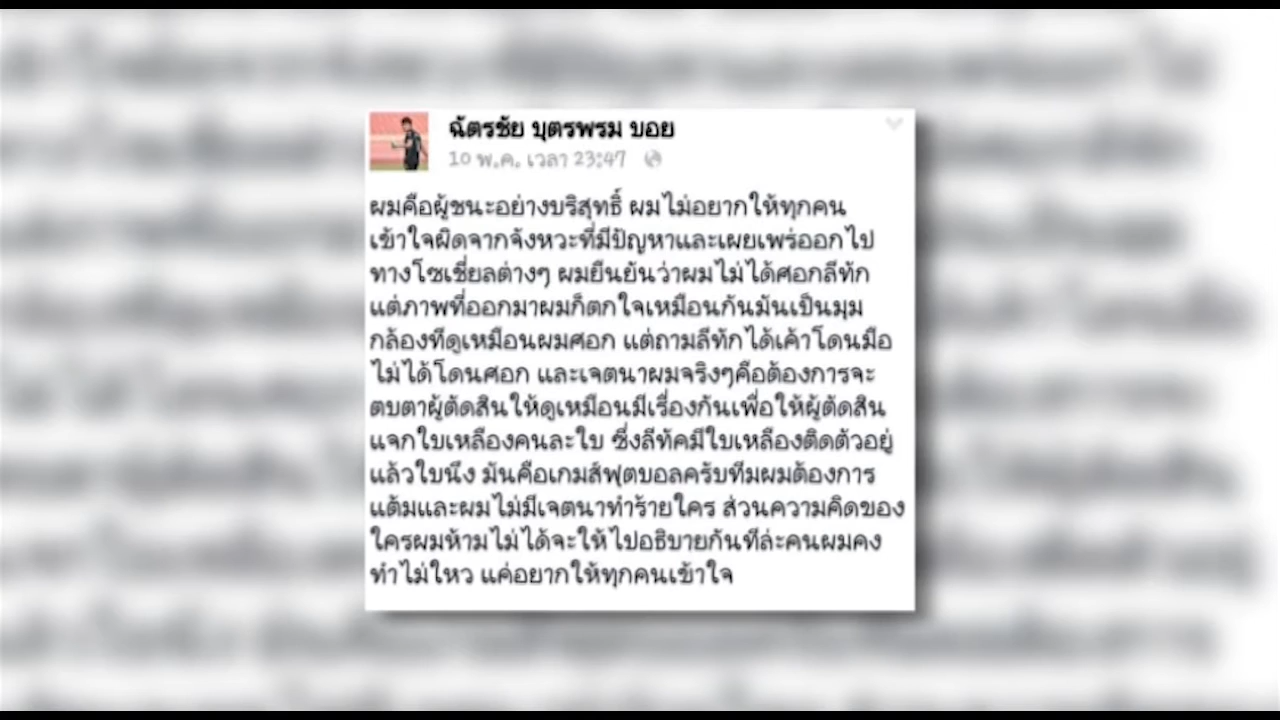 ฉัตรชัย บุตรพรม บอย
10 พ.ค. เวลา 23:47
ผมคือผู้ชนะอย่างบริสุทธิ์ ผมไม่อยากให้ทุกคน
เข้าใจผิดจากจังหวะที่มีปัญหาและเผยเพร่ออกไป
ทางโซเชี่ยลต่างๆ ผมยืนยันว่าผมไม่ได้ศอกลีทัก
แต่ภาพที่ออกมาผมก็ตกใจเหมือนกันมันเป็นมุม
กล้องทีดูเหมือนผมศอก แต่ถามลีทักได้เค้าโดนมือ
ไม่ได้โดนศอก และเจตนาผมจริงๆคือต้องการจะ
ตบตาผู้ตัดสินให้ดูเหมือนมีเรื่องกันเพื่อให้ผู้ตัดสิน
แจกใบเหลืองคนละใบ ซึ่งลีทัคมีใบเหลืองติดตัวอยู่
แล้วใบนึง มันคือเกมส์ฟุตบอลครับทีมผมต้องการ
แต้มและผมไม่มีเจตนาทำร้ายใคร ส่วนความคิดของ
ใครผมห้ามไม่ได้จะให้ไปอธิบายกันทีล่ะคนผมคง
ทำไม่ใหว แค่อยากให้ทุกคนเข้าใจ